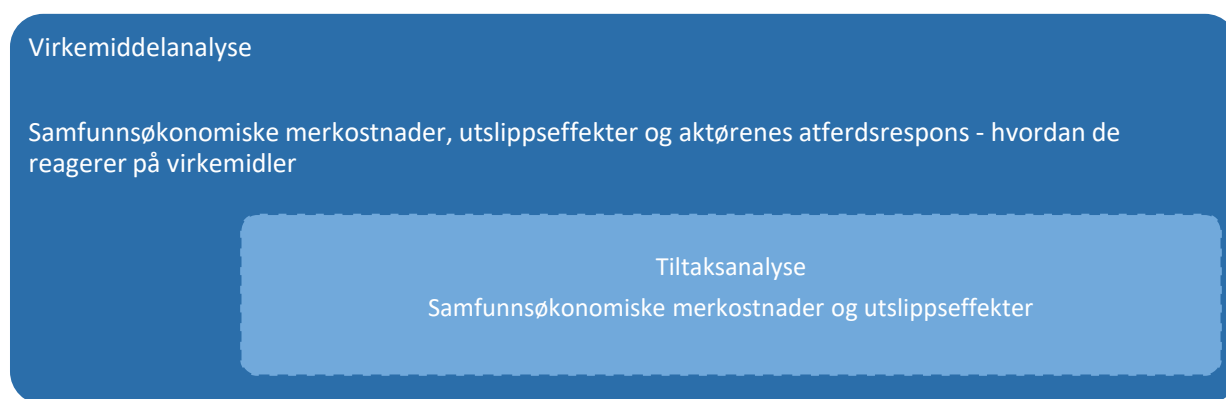 Virkemiddelanalyse
Samfunnsøkonomiske merkostnader, utslippseffekter og aktørenes atferdsrespons - hvordan de
reagerer på virkemidler
Tiltaksanalyse
Samfunnsøkonomiske merkostnader og utslippseffekter